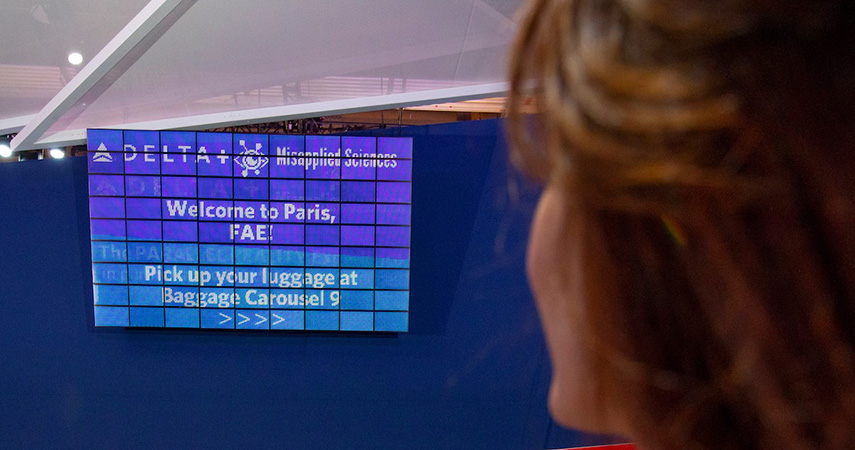 DELTA + Misapplied Sciences
Welcome to Paris,
FAE!
Pick up your luggage at
Baggage Carousel 9
>>>>